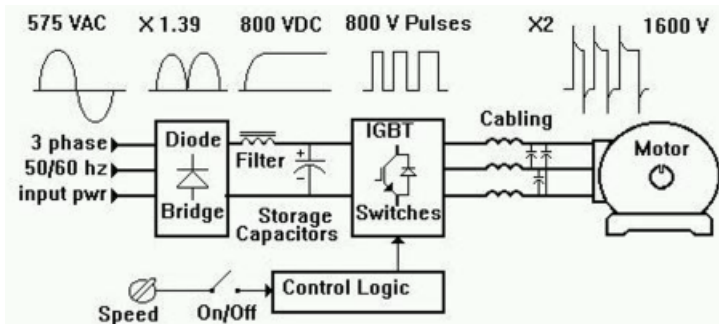 575 VAC X 1.39 800 VDC 800 V Pulses X2 1600 V
3 phase
50/60 hz
input pwr
Diode
Bridge
Filter
+
−
Storage
Capacitors
IGBT
Switches
Cabling
Motor
Speed
On/Off
Control Logic